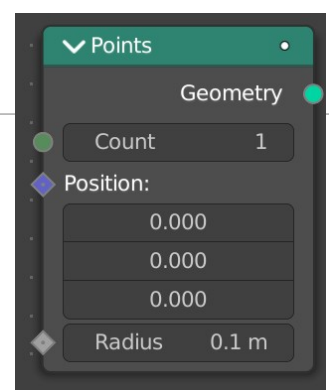 Points
Geometry
Count 1
Position:
0.000
0.000
0.000
Radius 0.1 m